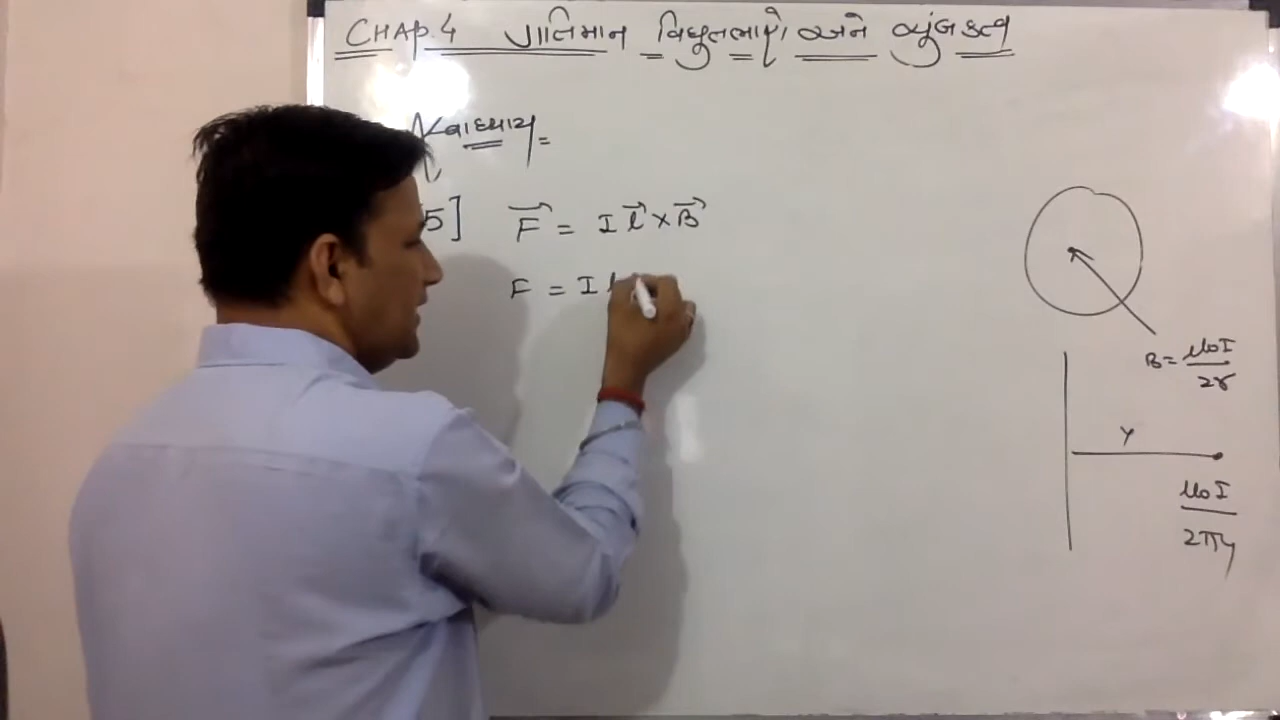 CHAP.4 ગતિમાન વિદ્યુતભારો અને ચુંબકત્વ
સ્વાધ્યાય
5] F⃗ = I l⃗ × B⃗
F = I l
B = μ₀I / 2r
y
μ₀I / 2πy